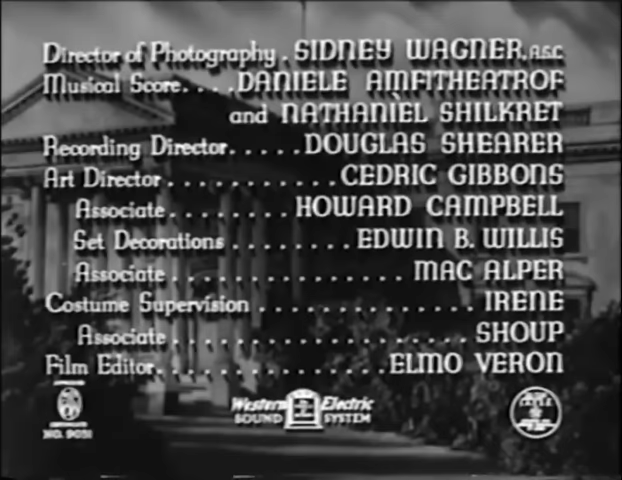 Director of Photography . SIDNEY WAGNER, A.S.C.
Musical Score. . . . DANIELE AMFITHEATROF
and NATHANIEL SHILKRET
Recording Director. . . . . DOUGLAS SHEARER
Art Director . . . . . . . . . . . . CEDRIC GIBBONS
Associate . . . . . . . . HOWARD CAMPBELL
Set Decorations . . . . . . . . EDWIN B. WILLIS
Associate . . . . . . . . . . . . . . . . MAC ALPER
Costume Supervision . . . . . . . . . . . . . . IRENE
Associate . . . . . . . . . . . . . . . . . . . . SHOUP
Film Editor. . . . . . . . . . . . . . . . ELMO VERON
NO. 9051
Western Electric
SOUND SYSTEM